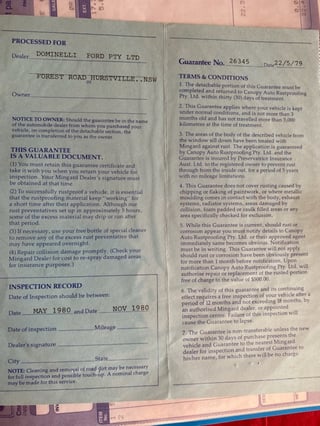 PROCESSED FOR
Dealer DOMINELLI FORD PTY LTD
FOREST ROAD HURSTVILLE..NSW
Owner
NOTICE TO OWNER: Should the guarantee be in the name
of the automobile dealer from whom you purchased your
vehicle, on completion of the detachable section, the
guarantee is transferred to you as the owner.
THIS GUARANTEE
IS A VALUABLE DOCUMENT.
(1) You must retain this guarantee certificate and
take it with you when you return your vehicle for
inspection. Your Mingard Dealer's signature must
be obtained at that time.
(2) To successfully rustproof a vehicle, it is essential
that the rustproofing material keep "working" for
a short time after their application. Although our
rust preventatives set up in approximately 3 hours,
some of the excess material may drip or run after
that period.
(3) If necessary, use your free bottle of special cleaner
to remove any of the excess rust preventative that
may have appeared overnight.
(4) Repair collision damage promptly. (Check your
Mingard Dealer for cost to re-spray damaged areas
for insurance purposes.)
INSPECTION RECORD
Date of Inspection should be between:
Date MAY 1980 and Date NOV 1980
Date of inspection Mileage
Dealer's signature
City State
NOTE: Cleaning and removal of road dirt may be necessary
for full inspection and possible touch-up. A nominal charge
may be made for this service.
Guarantee No. 26345 Date 22/5/79
TERMS & CONDITIONS
1. The detachable portion of this Guarantee must be
completed and returned to Canopy Auto Rustproofing
Pty. Ltd. within thirty (30) days of treatment.
2. This Guarantee applies where your vehicle is kept
under normal conditions, and is not more than 3
months old and has not travelled more than 5,000
kilometres at the time of treatment.
3. The areas of the body of the described vehicle from
the window sill down have been treated with
Mingard against rust. The application is guaranteed
by Canopy Auto Rustproofing Pty. Ltd. This
Guarantee is insured by Preservation Insurance
Aust. Ltd. to the registered owner to prevent rust
through from the inside out, for a period of 5 years
with no mileage limitations.
4. This Guarantee does not cover rusting caused by
chipping or flaking of paintwork, or where metallic
moulding comes in contact with the body, exhaust
systems, radiator systems, areas damaged by
collision, foam padded or radio fitted areas or any
area specifically checked for exclusion.
5. While this Guarantee is current, should rust or
corrosion appear you must notify details to Canopy
Auto Rustproofing Pty. Ltd. or their nearest dealer
immediately same becomes obvious. Notification
must be in writing. This Guarantee will not apply
should rust or corrosion have been obviously present
for more than 1 month before notification. Upon
notification Canopy Auto Rustproofing Pty. Ltd. will
authorise repair or replacement of the rusted portion
free of charge to the value of $500.00.
6. The validity of this guarantee and its continuing
effect requires a free inspection of your vehicle after a
period of 12 months and not exceeding 18 months, by
an authorised Mingard dealer, or appointed
inspection centre. Failure of this inspection will
cause the Guarantee to lapse.
7. The Guarantee is non-transferrable unless the new
owner within 30 days of purchase presents the
vehicle and Guarantee to the nearest Mingard
dealer for inspection and transfer of Guarantee to
his/her name, for which there will be no charge.